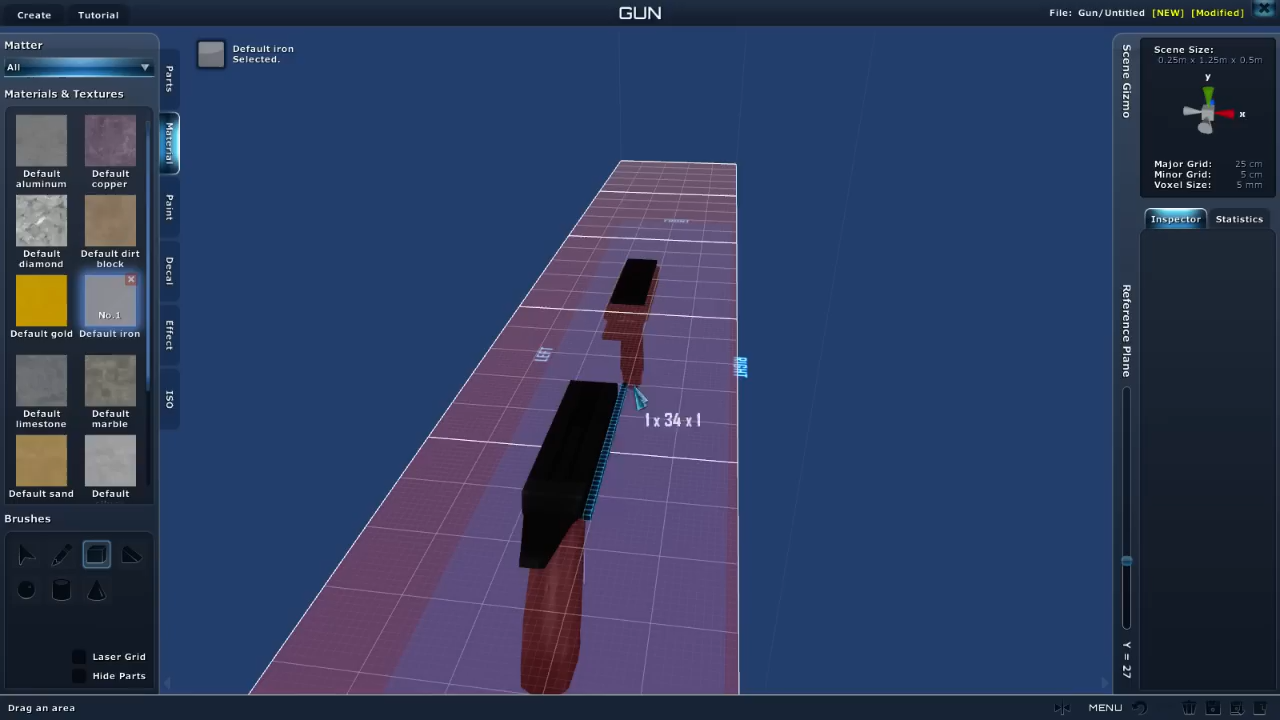 Create
Tutorial
GUN
File: Gun/Untitled [NEW] [Modified]
Matter
All
Materials & Textures
Default aluminum
Default copper
Default diamond
Default dirt block
Default gold
No.1
Default iron
Default limestone
Default marble
Default sand
Default
Brushes
Laser Grid
Hide Parts
Parts
Material
Paint
Decal
Effect
ISO
Default iron
Selected.
FRONT
LEFT
RIGHT
1 x 34 x 1
Scene Gizmo
Scene Size:
0.25m x 1.25m x 0.5m
y
x
Major Grid: 25 cm
Minor Grid: 5 cm
Voxel Size: 5 mm
Inspector
Statistics
Reference Plane
Y = 27
Drag an area
MENU